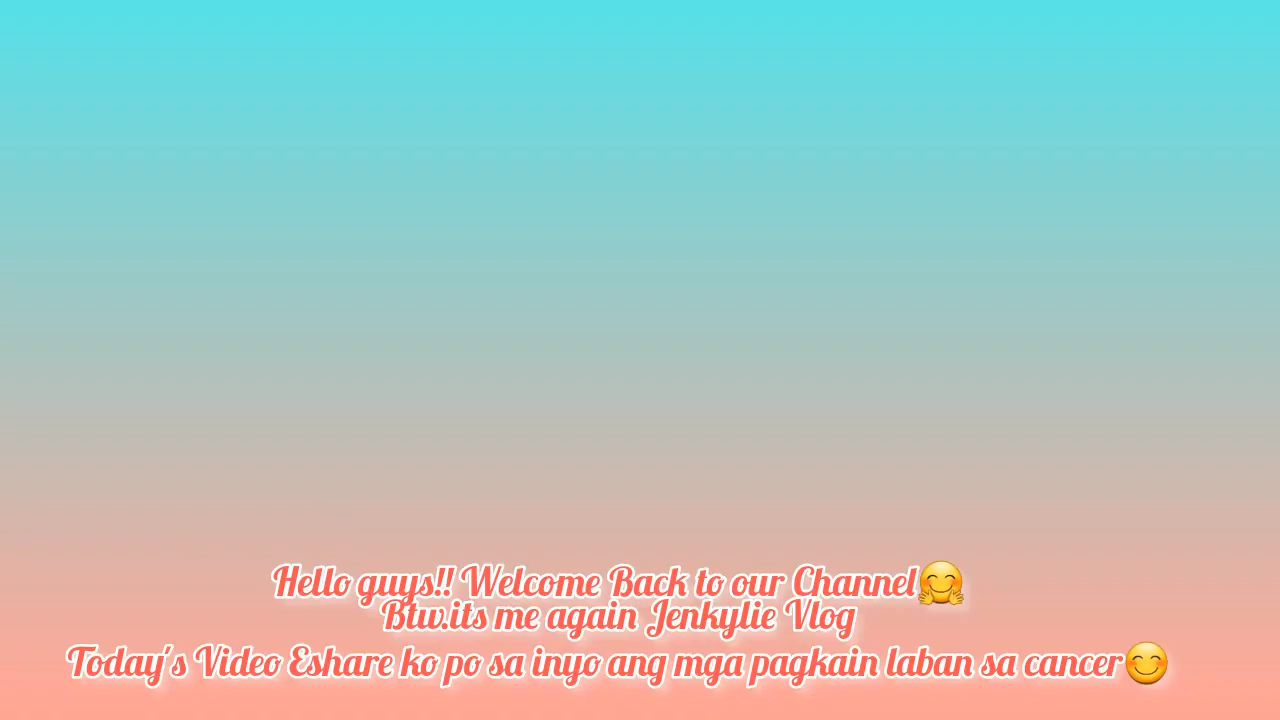 Hello guys!! Welcome Back to our Channel🤗
Btw.its me again Jenkylie Vlog
Today's Video Eshare ko po sa inyo ang mga pagkain laban sa cancer😊